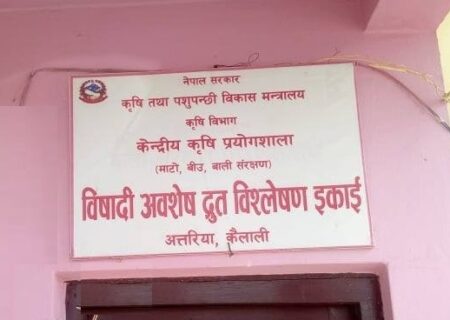 नेपाल सरकार
कृषि तथा पशुपन्छी विकास मन्त्रालय
कृषि विभाग
केन्द्रीय कृषि प्रयोगशाला
(माटो, बीउ, बाली संरक्षण)
विषादी अवशेष द्रुत विश्लेषण इकाई
अत्तरिया, कैलाली